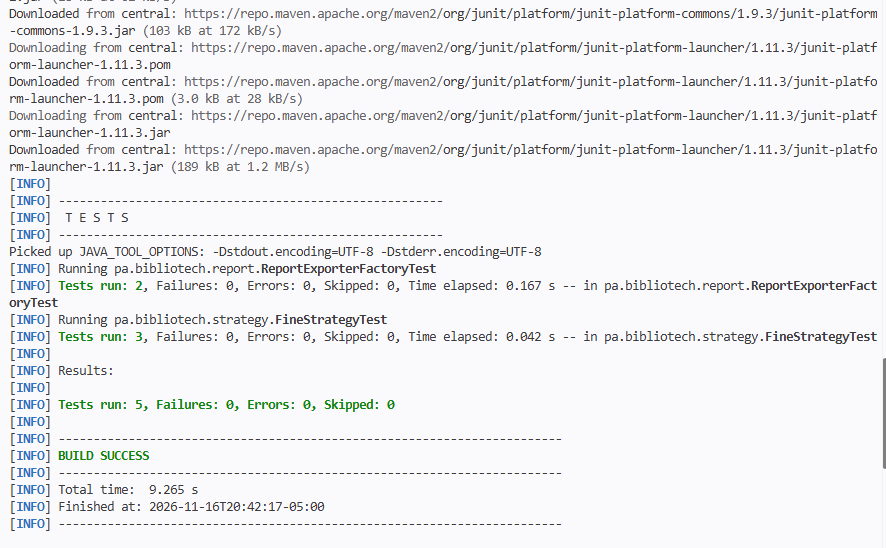 Downloaded from central: https://repo.maven.apache.org/maven2/org/junit/platform/junit-platform-commons/1.9.3/junit-platform
-commons-1.9.3.jar (103 kB at 172 kB/s)
Downloading from central: https://repo.maven.apache.org/maven2/org/junit/platform/junit-platform-launcher/1.11.3/junit-platf
orm-launcher-1.11.3.pom
Downloaded from central: https://repo.maven.apache.org/maven2/org/junit/platform/junit-platform-launcher/1.11.3/junit-platfo
rm-launcher-1.11.3.pom (3.0 kB at 28 kB/s)
Downloading from central: https://repo.maven.apache.org/maven2/org/junit/platform/junit-platform-launcher/1.11.3/junit-platf
orm-launcher-1.11.3.jar
Downloaded from central: https://repo.maven.apache.org/maven2/org/junit/platform/junit-platform-launcher/1.11.3/junit-platfo
rm-launcher-1.11.3.jar (189 kB at 1.2 MB/s)
[INFO]
[INFO] -------------------------------------------------------
[INFO]  T E S T S
[INFO] -------------------------------------------------------
Picked up JAVA_TOOL_OPTIONS: -Dstdout.encoding=UTF-8 -Dstderr.encoding=UTF-8
[INFO] Running pa.bibliotech.report.ReportExporterFactoryTest
[INFO] Tests run: 2, Failures: 0, Errors: 0, Skipped: 0, Time elapsed: 0.167 s -- in pa.bibliotech.report.ReportExporterFact
oryTest
[INFO] Running pa.bibliotech.strategy.FineStrategyTest
[INFO] Tests run: 3, Failures: 0, Errors: 0, Skipped: 0, Time elapsed: 0.042 s -- in pa.bibliotech.strategy.FineStrategyTest
[INFO]
[INFO] Results:
[INFO]
[INFO] Tests run: 5, Failures: 0, Errors: 0, Skipped: 0
[INFO]
[INFO] ------------------------------------------------------------------------
[INFO] BUILD SUCCESS
[INFO] ------------------------------------------------------------------------
[INFO] Total time:  9.265 s
[INFO] Finished at: 2026-11-16T20:42:17-05:00
[INFO] ------------------------------------------------------------------------